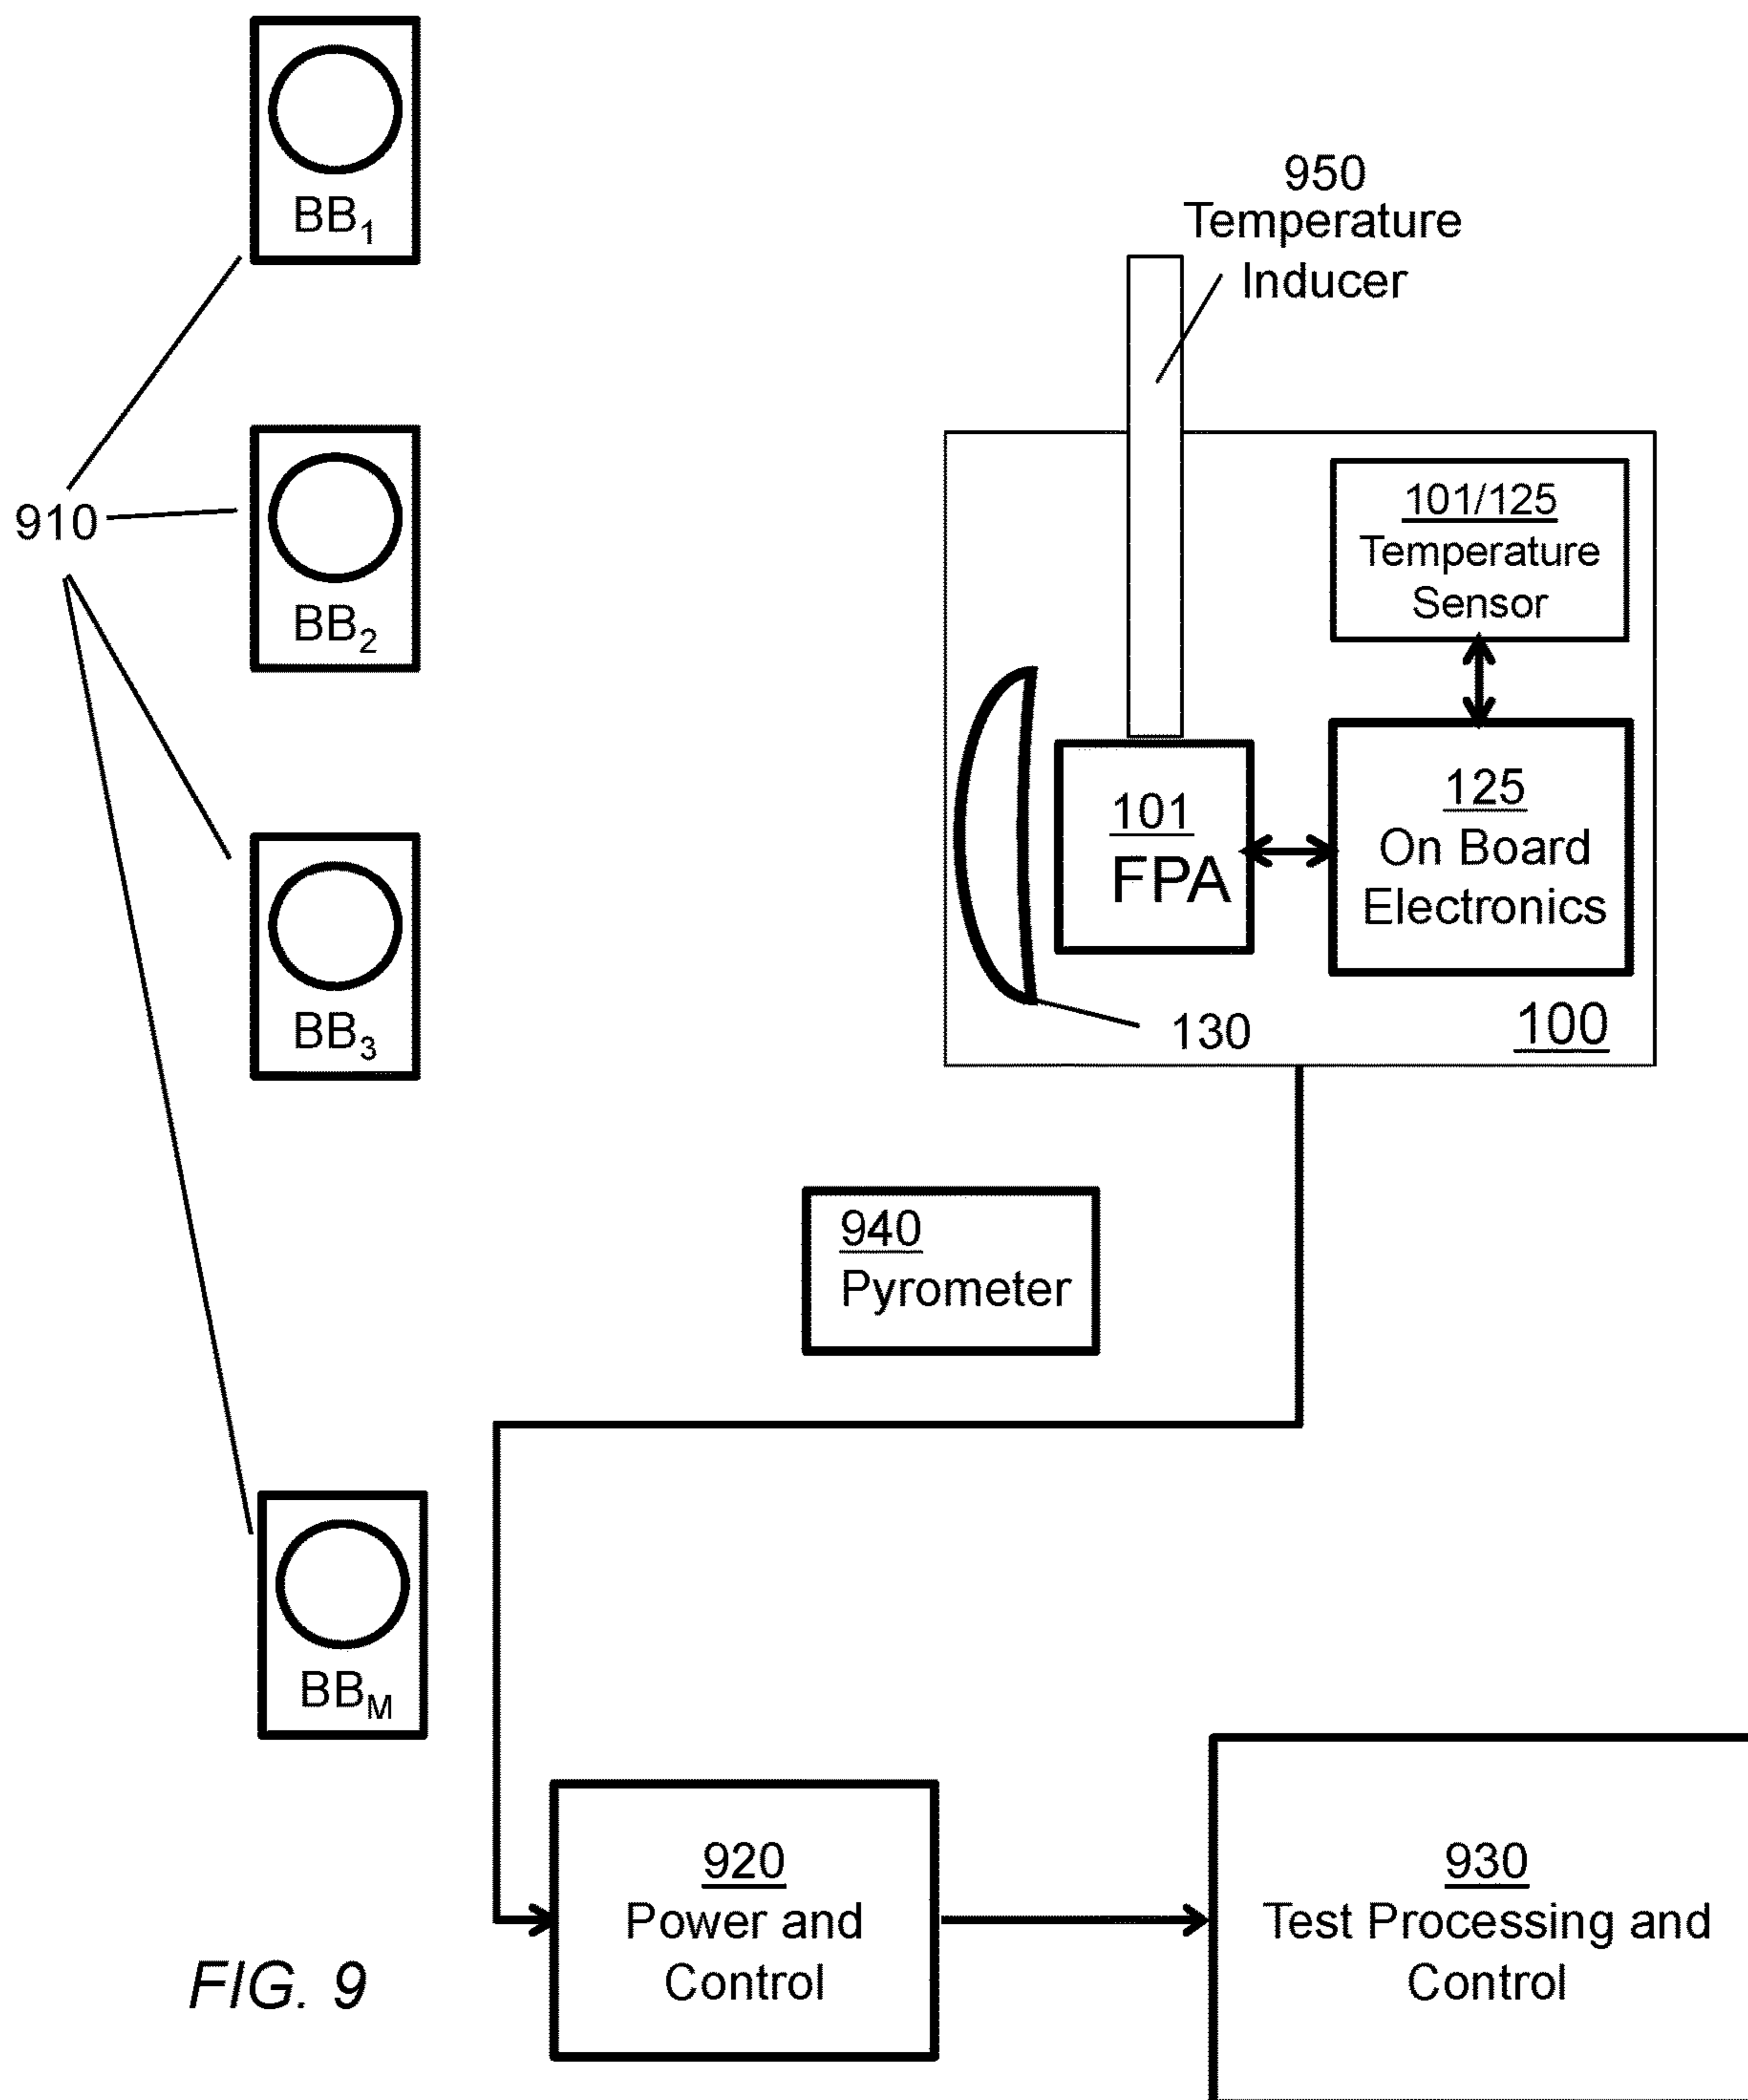 BB1
950
Temperature
Inducer
910
BB2
101/125
Temperature
Sensor
101
FPA
125
On Board
Electronics
BB3
130
100
940
Pyrometer
BBM
920
Power and
Control
930
Test Processing and
Control
FIG. 9